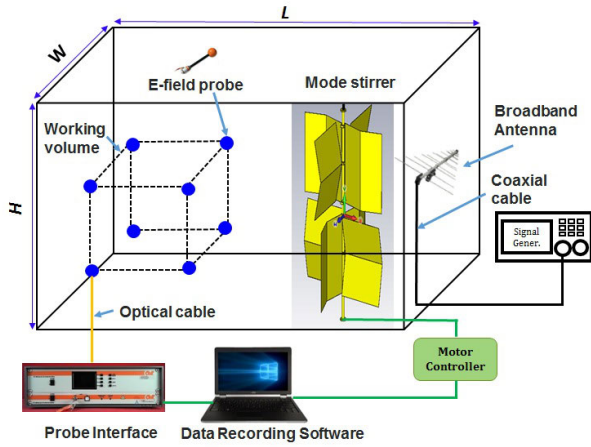 L
W
H
E-field probe
Mode stirrer
Working
volume
Broadband
Antenna
Coaxial
cable
Signal
Gener.
Optical cable
Motor
Controller
Probe Interface
Data Recording Software